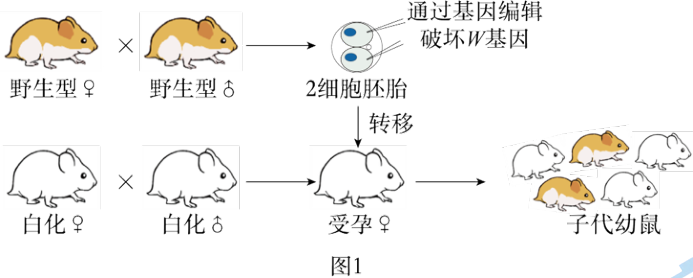 通过基因编辑
破坏W基因
野生型♀ × 野生型♂ 2细胞胚胎
转移
白化♀ × 白化♂ 受孕♀ 子代幼鼠
图1